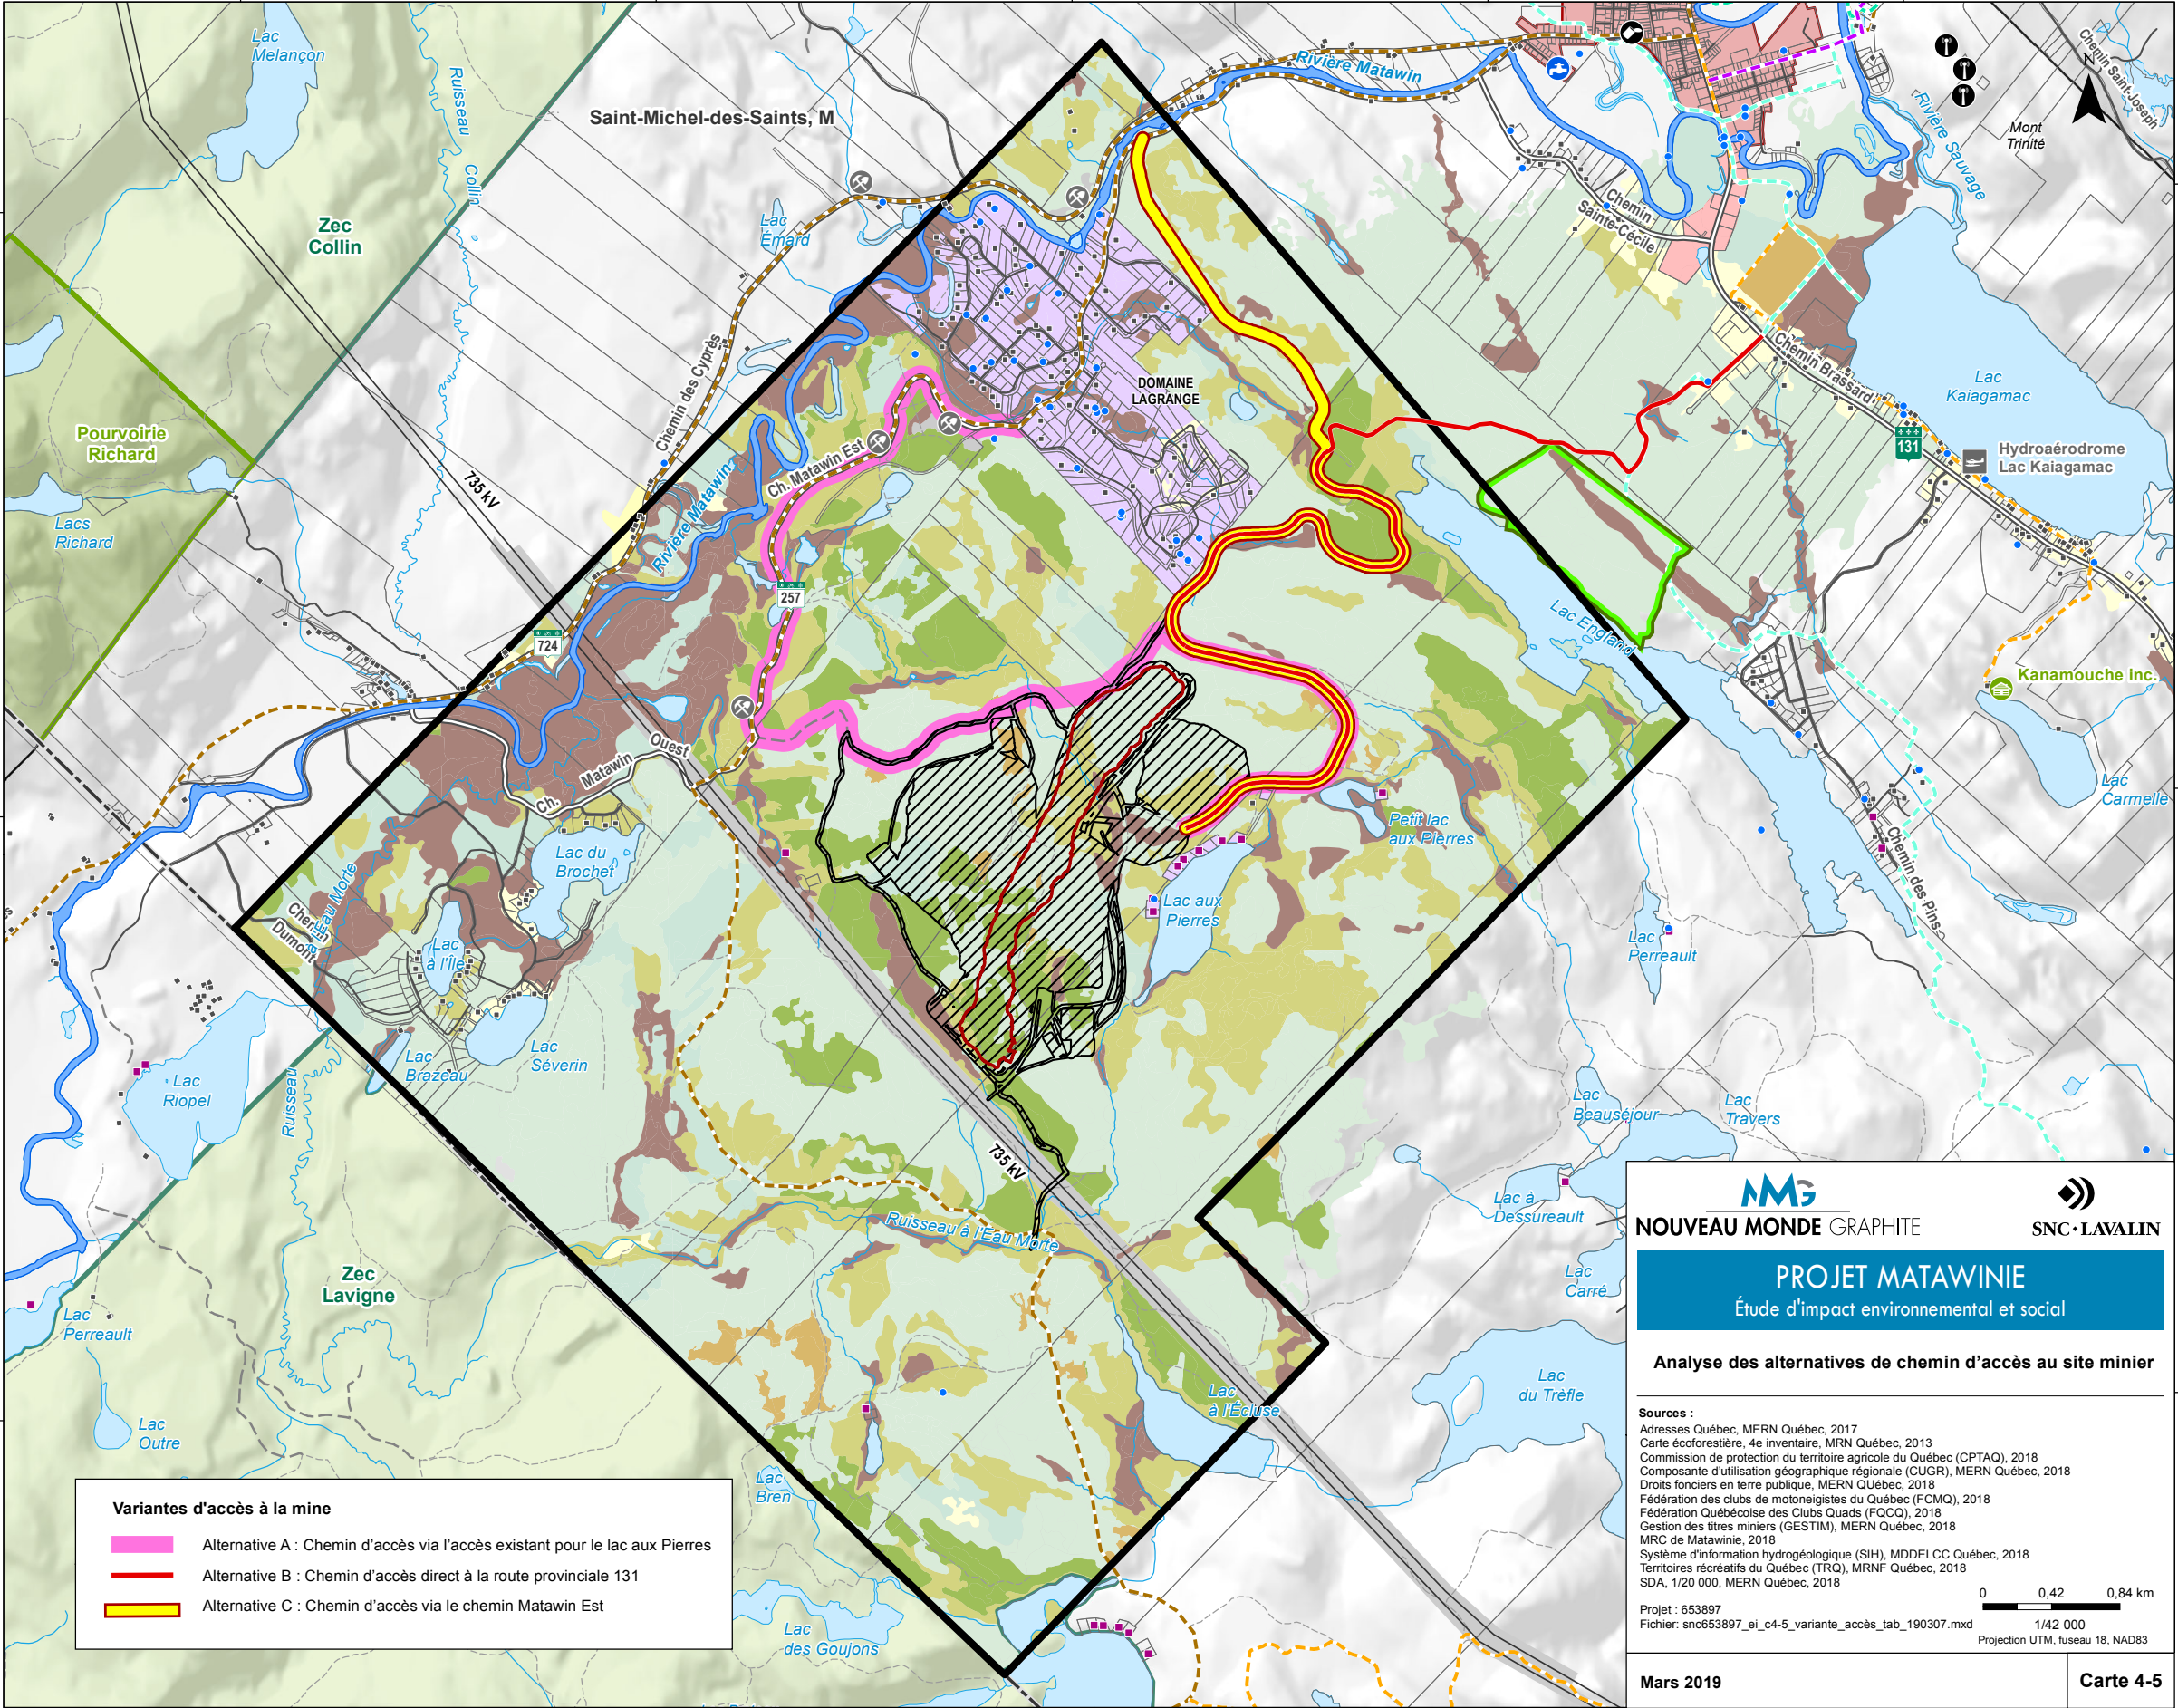 Lac
Melançon
Ruisseau
Collin
Saint-Michel-des-Saints, M
Rivière Matawin
Chemin Saint-Joseph
Rivière Sauvage
Mont
Trinité
Zec
Collin
Lac
Émard
Chemin
Sainte-Cécile
Chemin des Cyprès
DOMAINE
LAGRANGE
Chemin Brassard
Lac
Kaiagamac
131
Hydroaérodrome
Lac Kaiagamac
Pourvoirie
Richard
Lacs
Richard
735 kV
Ch. Matawin Est
Rivière Matawin
257
724
Lac England
Kanamouche inc.
Lac
Carmelle
Ch. Matawin Ouest
Lac du
Brochet
Petit lac
aux Pierres
Lac aux
Pierres
Chemin des Pins
Lac
Perreault
à l'Eau Morte
Chemin
Dumont
Lac
à l'Île
Lac
Séverin
Lac
Brazeau
Lac
Riopel
Ruisseau
Lac
Beauséjour
Lac
Travers
735 kV
Lac à
Dessureault
Ruisseau à l'Eau Morte
Lac
Carré
Zec
Lavigne
Lac
Perreault
Lac
du Trèfle
Lac
à l'Écluse
Lac
Outre
Lac
Bren
Lac
des Goujons
Variantes d'accès à la mine
Alternative A : Chemin d'accès via l'accès existant pour le lac aux Pierres
Alternative B : Chemin d'accès direct à la route provinciale 131
Alternative C : Chemin d'accès via le chemin Matawin Est
NMG
NOUVEAU MONDE GRAPHITE
SNC•LAVALIN
PROJET MATAWINIE
Étude d'impact environnemental et social
Analyse des alternatives de chemin d'accès au site minier
Sources :
Adresses Québec, MERN Québec, 2017
Carte écoforestière, 4e inventaire, MRN Québec, 2013
Commission de protection du territoire agricole du Québec (CPTAQ), 2018
Composante d'utilisation géographique régionale (CUGR), MERN Québec, 2018
Droits fonciers en terre publique, MERN QUébec, 2018
Fédération des clubs de motoneigistes du Québec (FCMQ), 2018
Fédération Québécoise des Clubs Quads (FQCQ), 2018
Gestion des titres miniers (GESTIM), MERN Québec, 2018
MRC de Matawinie, 2018
Système d'information hydrogéologique (SIH), MDDELCC Québec, 2018
Territoires récréatifs du Québec (TRQ), MRNF Québec, 2018
SDA, 1/20 000, MERN Québec, 2018
0 0,42 0,84 km
Projet : 653897
Fichier: snc653897_ei_c4-5_variante_accès_tab_190307.mxd
1/42 000
Projection UTM, fuseau 18, NAD83
Mars 2019
Carte 4-5